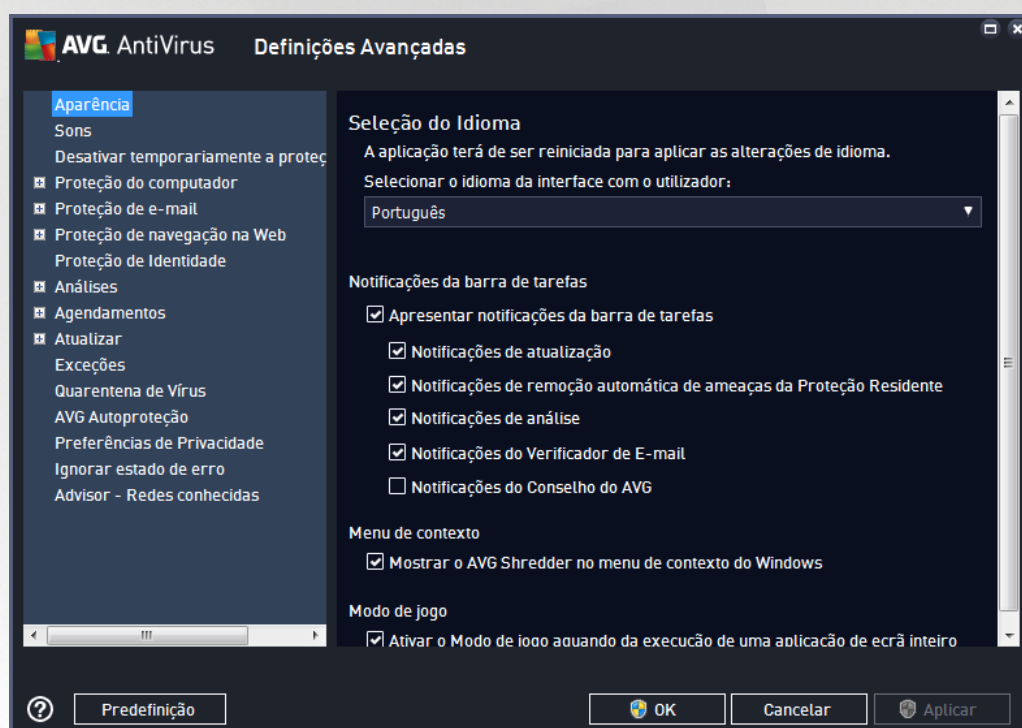 AVG. AntiVirus Definições Avançadas
Aparência
Sons
Desativar temporariamente a proteç
Proteção do computador
Proteção de e-mail
Proteção de navegação na Web
Proteção de Identidade
Análises
Agendamentos
Atualizar
Exceções
Quarentena de Vírus
AVG Autoproteção
Preferências de Privacidade
Ignorar estado de erro
Advisor - Redes conhecidas
Seleção do Idioma
A aplicação terá de ser reiniciada para aplicar as alterações de idioma.
Selecionar o idioma da interface com o utilizador:
Português
Notificações da barra de tarefas
Apresentar notificações da barra de tarefas
Notificações de atualização
Notificações de remoção automática de ameaças da Proteção Residente
Notificações de análise
Notificações do Verificador de E-mail
Notificações do Conselho do AVG
Menu de contexto
Mostrar o AVG Shredder no menu de contexto do Windows
Modo de jogo
Ativar o Modo de jogo aquando da execução de uma aplicação de ecrã inteiro
Predefinição
OK
Cancelar
Aplicar